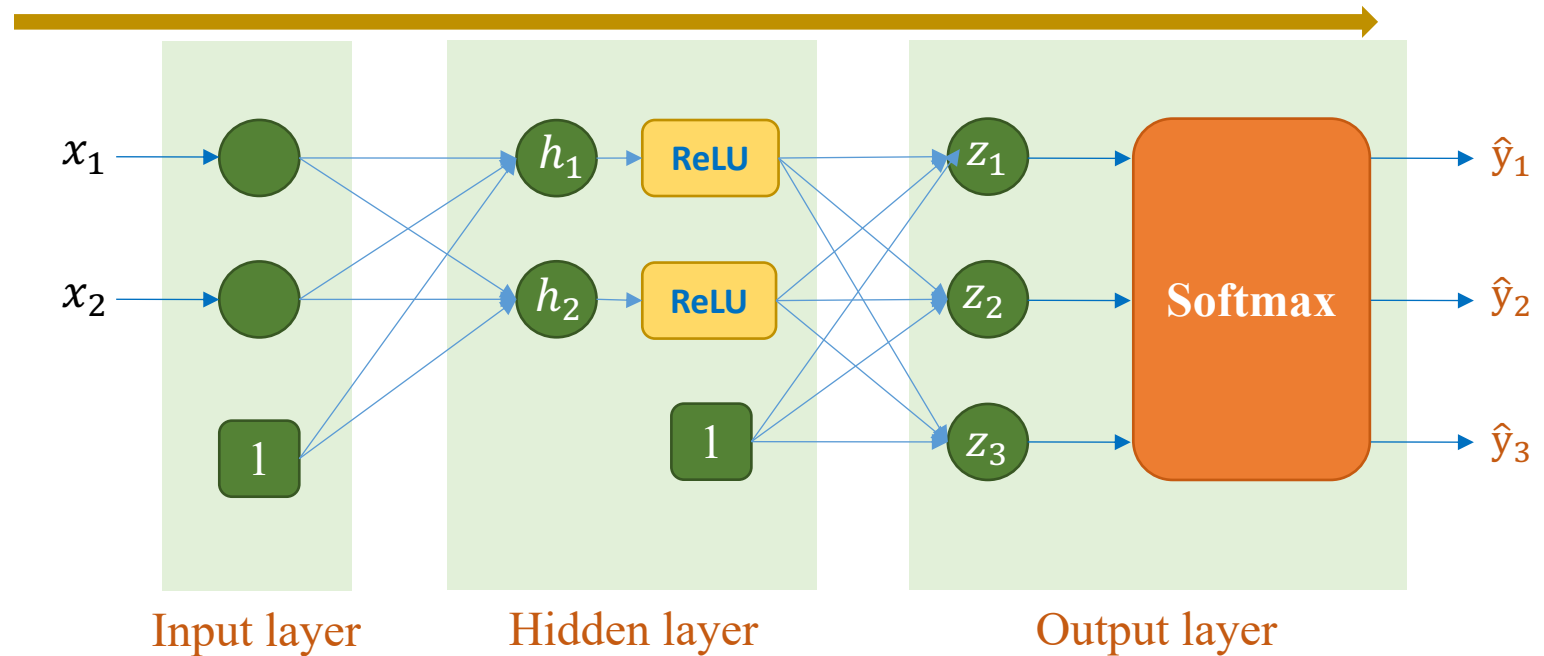 x₁ h₁ ReLU z₁ ŷ₁
x₂ h₂ ReLU z₂ Softmax ŷ₂
1 1 z₃ ŷ₃
Input layer Hidden layer Output layer